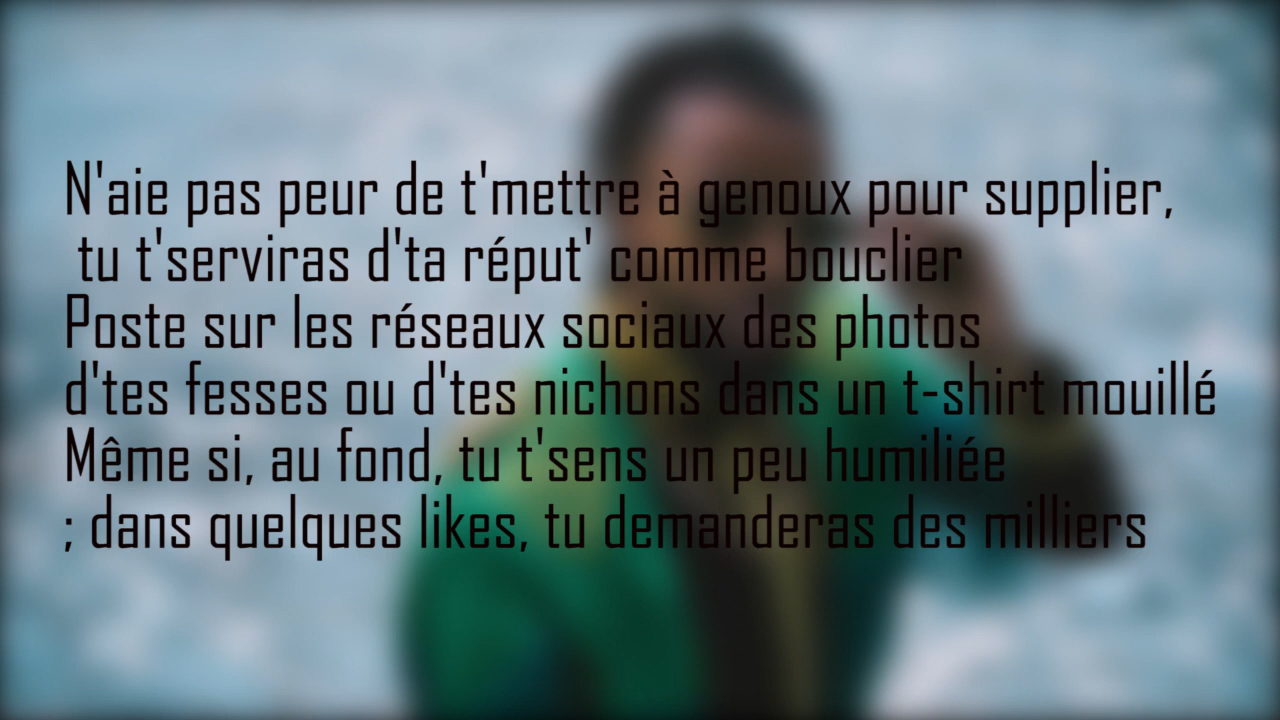 N'aie pas peur de t'mettre à genoux pour supplier,
tu t'serviras d'ta réput' comme bouclier
Poste sur les réseaux sociaux des photos
d'tes fesses ou d'tes nichons dans un t-shirt mouillé
Même si, au fond, tu t'sens un peu humiliée
; dans quelques likes, tu demanderas des milliers